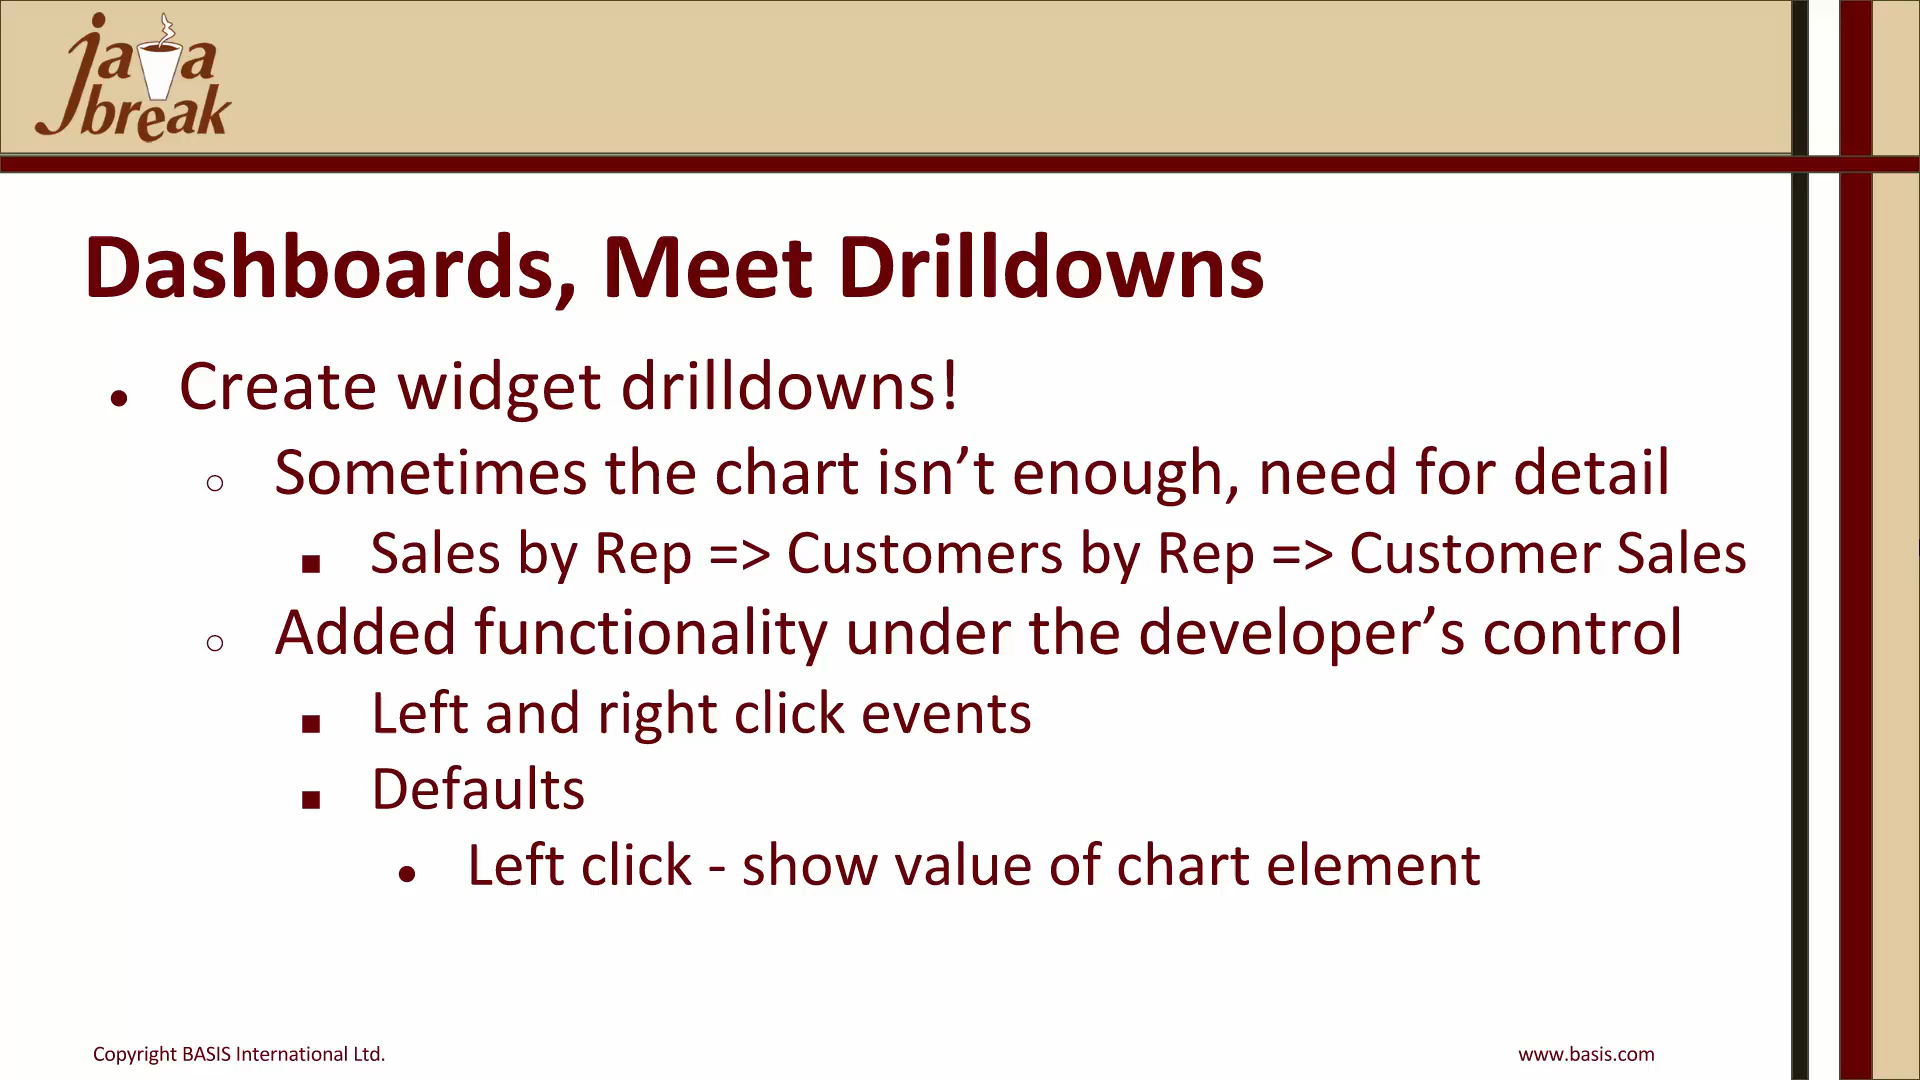 java
break
Dashboards, Meet Drilldowns
● Create widget drilldowns!
○ Sometimes the chart isn’t enough, need for detail
■ Sales by Rep => Customers by Rep => Customer Sales
○ Added functionality under the developer’s control
■ Left and right click events
■ Defaults
● Left click - show value of chart element
Copyright BASIS International Ltd.
www.basis.com